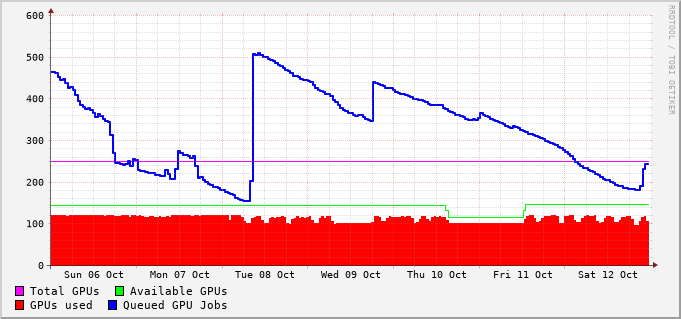 600
500
400
300
200
100
0
Sun 06 Oct Mon 07 Oct Tue 08 Oct Wed 09 Oct Thu 10 Oct Fri 11 Oct Sat 12 Oct
Total GPUs Available GPUs
GPUs used Queued GPU Jobs
RRDTOOL / TOBI OETIKER